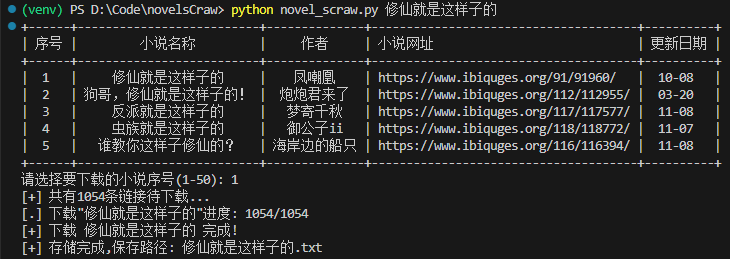 (venv) PS D:\Code\novelsCraw> python novel_scraw.py 修仙就是这样子的
| 序号 | 小说名称 | 作者 | 小说网址 | 更新日期 |
| 1 | 修仙就是这样子的 | 凤嘲凰 | https://www.ibiquges.org/91/91960/ | 10-08 |
| 2 | 狗哥，修仙就是这样子的! | 炮炮君来了 | https://www.ibiquges.org/112/112955/ | 03-20 |
| 3 | 反派就是这样子的 | 梦寄千秋 | https://www.ibiquges.org/117/117577/ | 11-08 |
| 4 | 虫族就是这样子的 | 御公子ii | https://www.ibiquges.org/118/118772/ | 11-07 |
| 5 | 谁教你这样子修仙的？ | 海岸边的船只 | https://www.ibiquges.org/116/116394/ | 11-08 |
请选择要下载的小说序号(1-50): 1
[+] 共有1054条链接待下载...
[.] 下载"修仙就是这样子的"进度: 1054/1054
[+] 下载 修仙就是这样子的 完成!
[+] 存储完成,保存路径: 修仙就是这样子的.txt